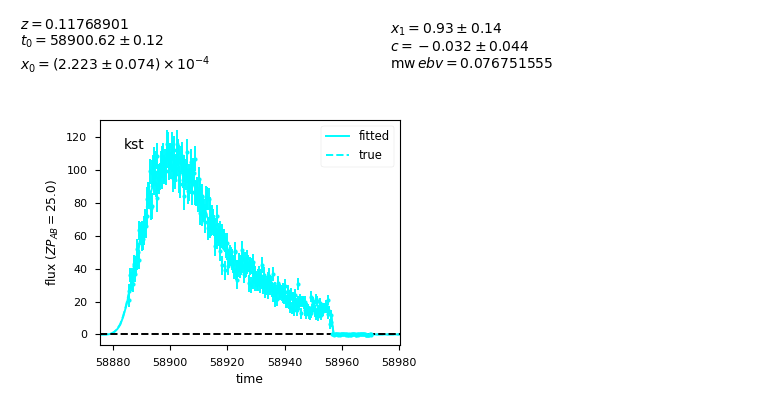 z = 0.11768901
t₀ = 58900.62 ± 0.12
x₀ = (2.223 ± 0.074) × 10⁻⁴
x₁ = 0.93 ± 0.14
c = −0.032 ± 0.044
mwebv = 0.076751555
kst
fitted
true
120
100
80
60
40
20
0
flux (ZP_AB = 25.0)
58880 58900 58920 58940 58960 58980
time